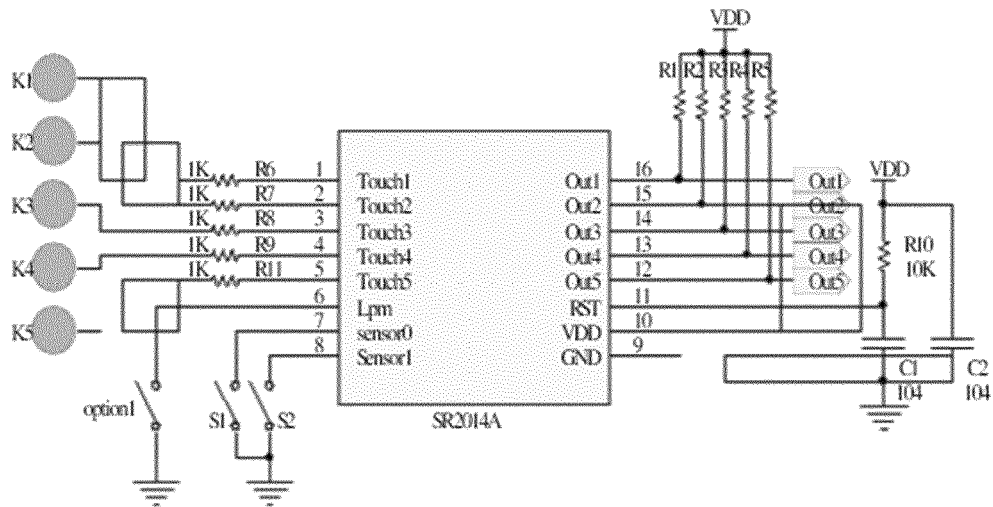 VDD
R1 R2 R3 R4 R5
K1
K2
K3
K4
K5
1K R6 1
1K R7 2
1K R8 3
1K R9 4
1K R11 5
6
7
8
Touch1
Touch2
Touch3
Touch4
Touch5
Lpm
sensor0
Sensor1
Out1
Out2
Out3
Out4
Out5
RST
VDD
GND
16
15
14
13
12
11
10
9
Out1
Out2
Out3
Out4
Out5
VDD
R10
10K
C1
104
C2
104
option1
S1
S2
SR2014A